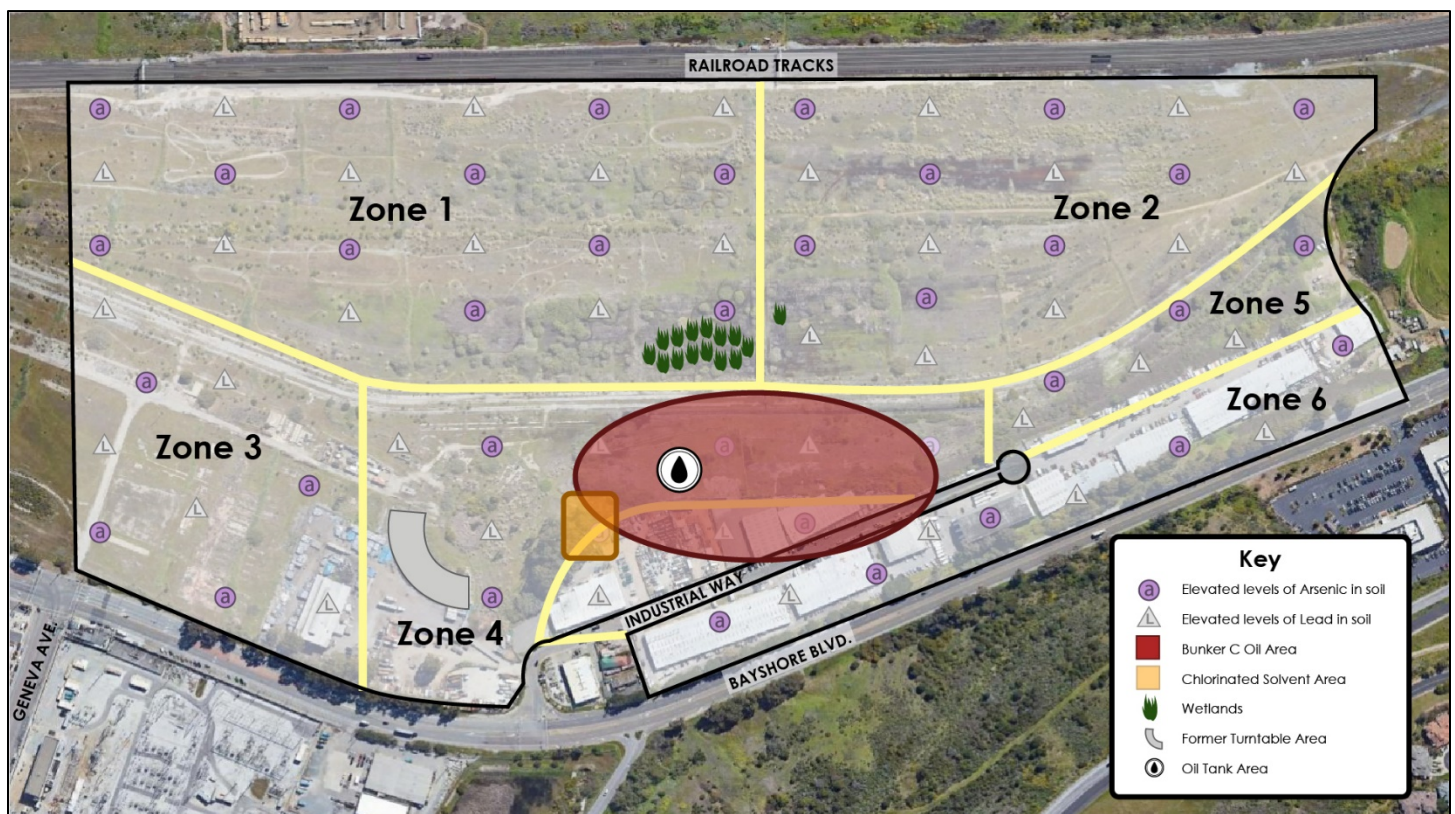 RAILROAD TRACKS
a L a L a L a L a L a
L a L a L a L a L a L
Zone 1
Zone 2
a L a L a L a L a L a
L L a L a a L a
L a
Zone 5
L L L
a L a a
Zone 6
L L a L a L a L a L
Zone 3
a
L a L L a L a L
a
INDUSTRIAL WAY
a L a L L a
Zone 4
BAYSHORE BLVD.
GENEVA AVE.
Key
a Elevated levels of Arsenic in soil
L Elevated levels of Lead in soil
Bunker C Oil Area
Chlorinated Solvent Area
Wetlands
Former Turntable Area
Oil Tank Area